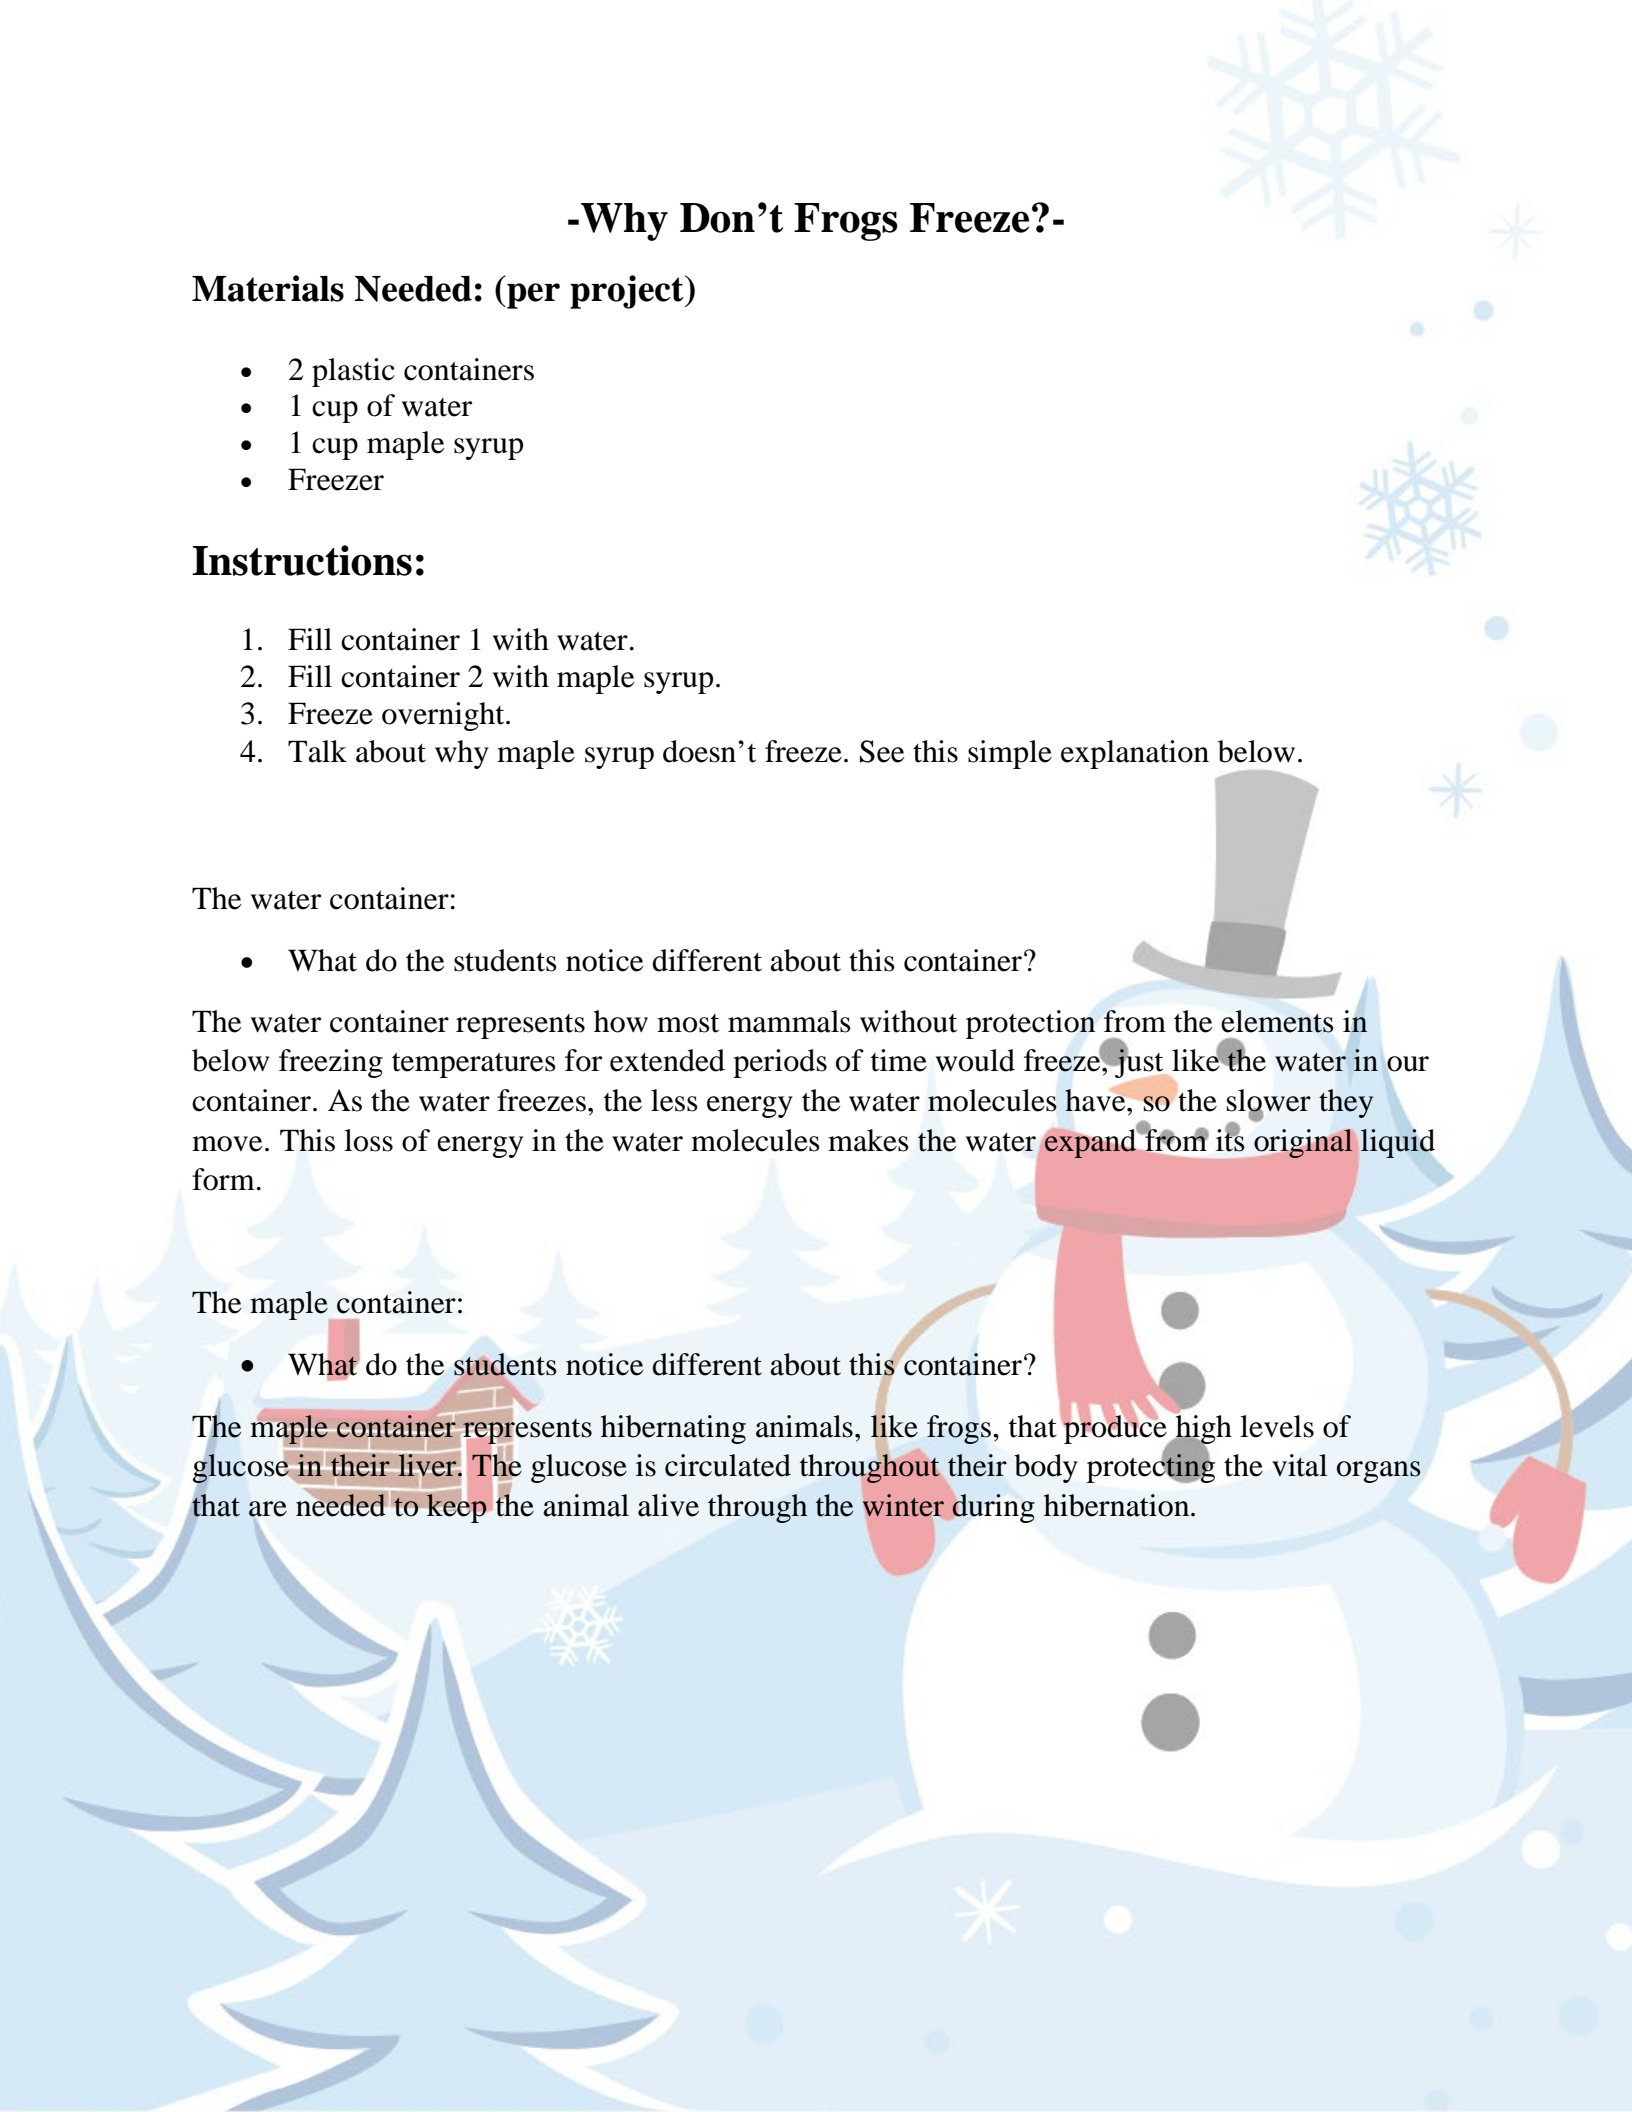 -Why Don’t Frogs Freeze?-
Materials Needed: (per project)
• 2 plastic containers
• 1 cup of water
• 1 cup maple syrup
• Freezer
Instructions:
1. Fill container 1 with water.
2. Fill container 2 with maple syrup.
3. Freeze overnight.
4. Talk about why maple syrup doesn’t freeze. See this simple explanation below.
The water container:
• What do the students notice different about this container?
The water container represents how most mammals without protection from the elements in
below freezing temperatures for extended periods of time would freeze, just like the water in our
container. As the water freezes, the less energy the water molecules have, so the slower they
move. This loss of energy in the water molecules makes the water expand from its original liquid
form.
The maple container:
• What do the students notice different about this container?
The maple container represents hibernating animals, like frogs, that produce high levels of
glucose in their liver. The glucose is circulated throughout their body protecting the vital organs
that are needed to keep the animal alive through the winter during hibernation.